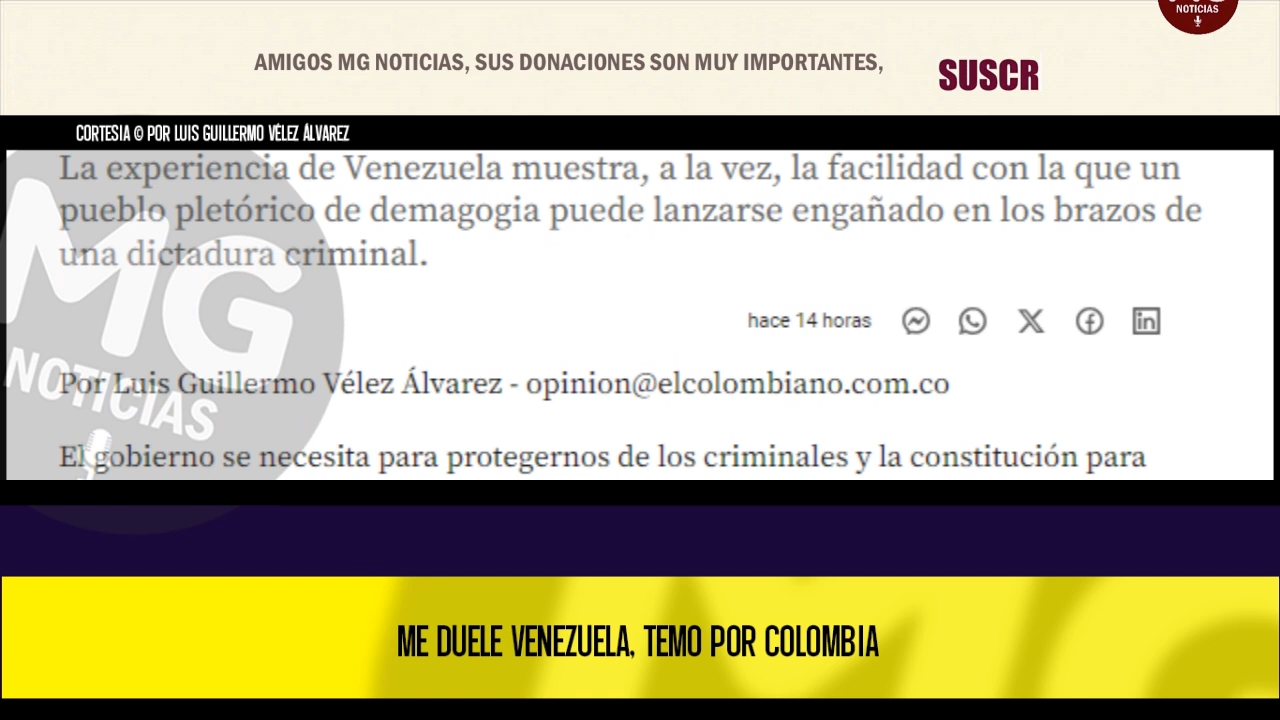 NOTICIAS
AMIGOS MG NOTICIAS, SUS DONACIONES SON MUY IMPORTANTES,
SUSCR
CORTESIA © POR LUIS GUILLERMO VÉLEZ ÁLVAREZ
La experiencia de Venezuela muestra, a la vez, la facilidad con la que un
pueblo pletórico de demagogia puede lanzarse engañado en los brazos de
una dictadura criminal.
MG
NOTICIAS
hace 14 horas
Por Luis Guillermo Vélez Álvarez - opinion@elcolombiano.com.co
El gobierno se necesita para protegernos de los criminales y la constitución para
ME DUELE VENEZUELA, TEMO POR COLOMBIA